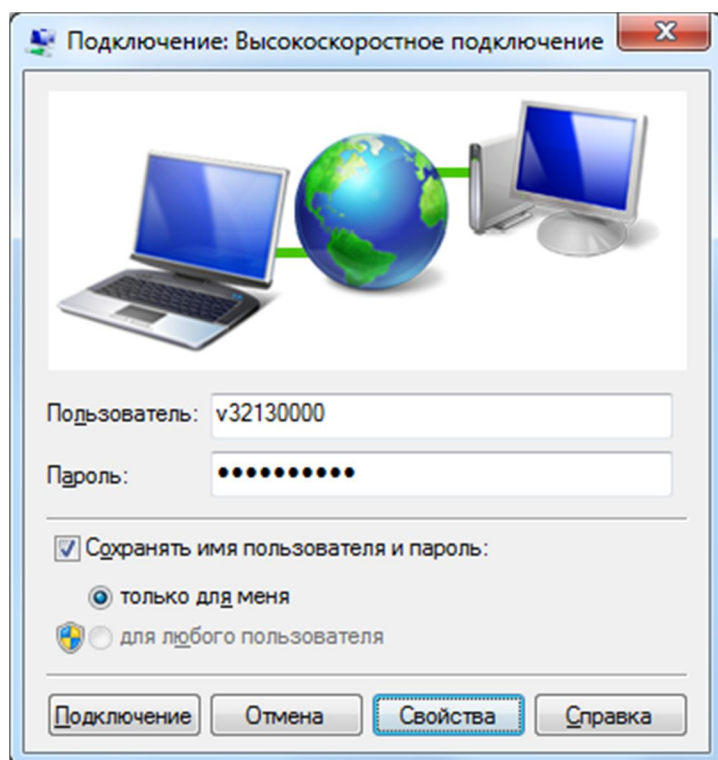 Подключение: Высокоскоростное подключение
Пользователь: v32130000
Пароль: ••••••••••
Сохранять имя пользователя и пароль:
только для меня
для любого пользователя
Подключение Отмена Свойства Справка